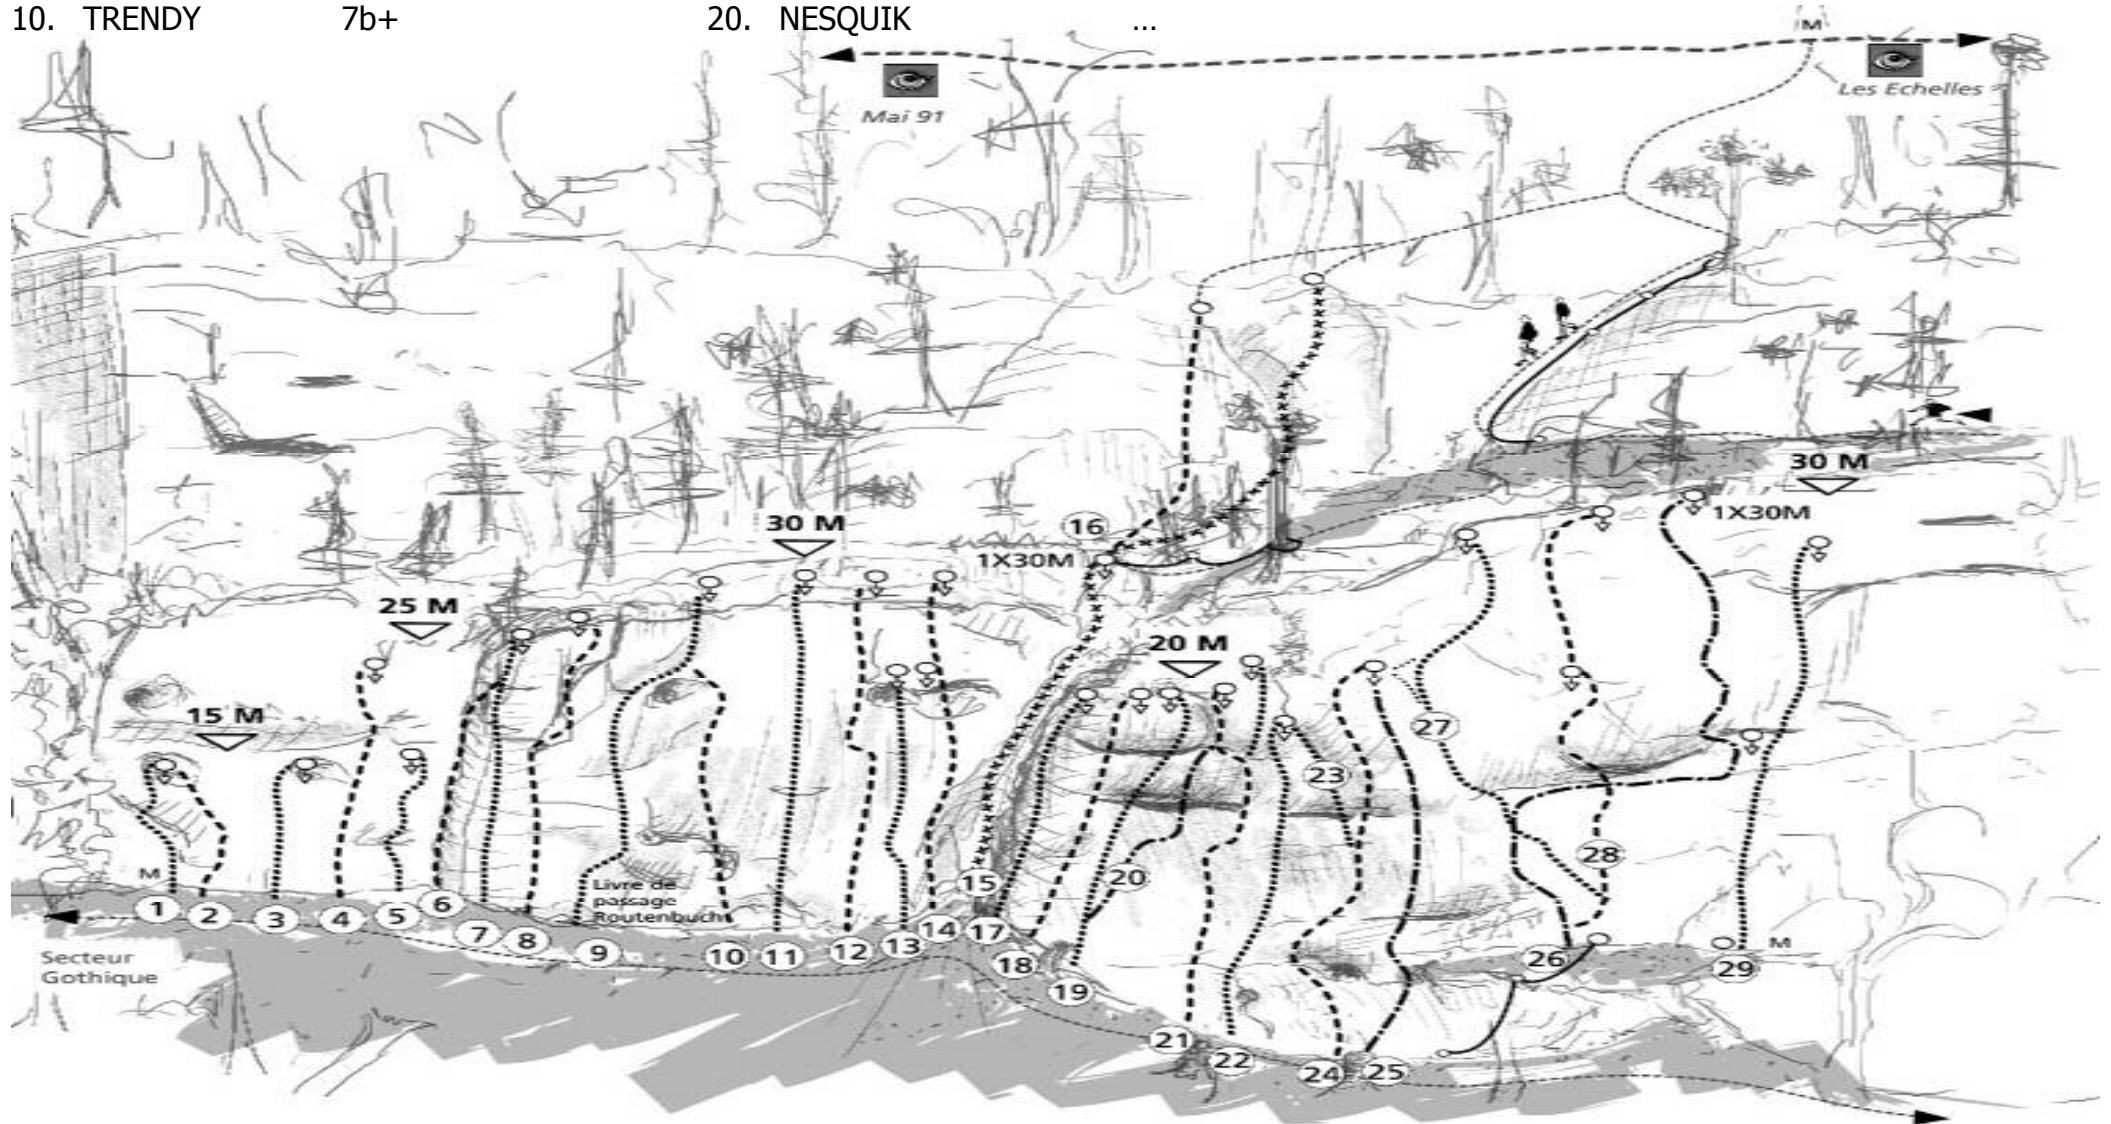 10. TRENDY 7b+ 20. NESQUIK ...
M
Mai 91
Les Echelles
30 M
1X30M
16
30 M
1X30M
25 M
20 M
15 M
27
23
28
20
M
Livre de
passage
Routenbuch
15
1 2 3 4 5 6
7 8 9 10 11 12 13 14 17
18
19
Secteur
Gothique
26
29
M
21
22
24
25